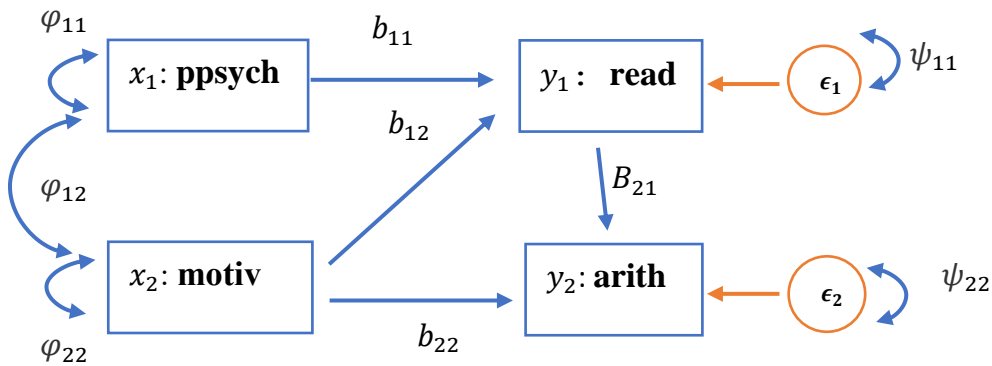 φ₁₁
b₁₁
x₁: ppsych
y₁ : read
ϵ₁
ψ₁₁
b₁₂
φ₁₂
B₂₁
x₂: motiv
y₂: arith
ϵ₂
ψ₂₂
b₂₂
φ₂₂